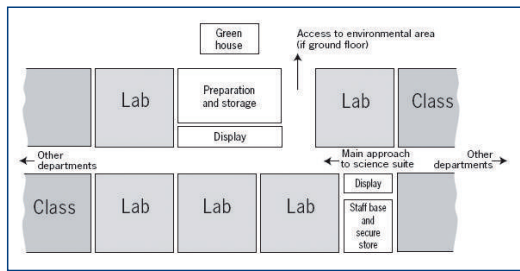 Green
house
Access to environmental area
(if ground floor)
Lab
Preparation
and storage
Lab
Class
Display
Other
departments
Main approach
to science suite
Other
departments
Class
Lab
Lab
Lab
Display
Staff base
and
secure
store